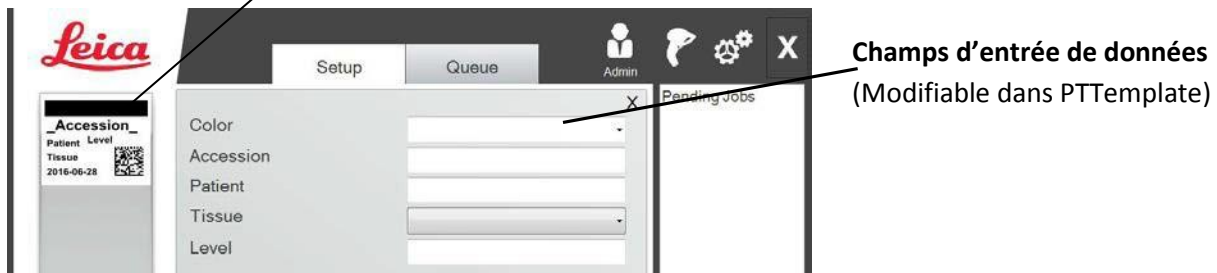 Leica
Setup
Queue
Admin
X
Champs d’entrée de données
(Modifiable dans PTTemplate)
_Accession_
Patient Level
Tissue
2016-06-28
X
Color
Accession
Patient
Tissue
Level
Pending Jobs